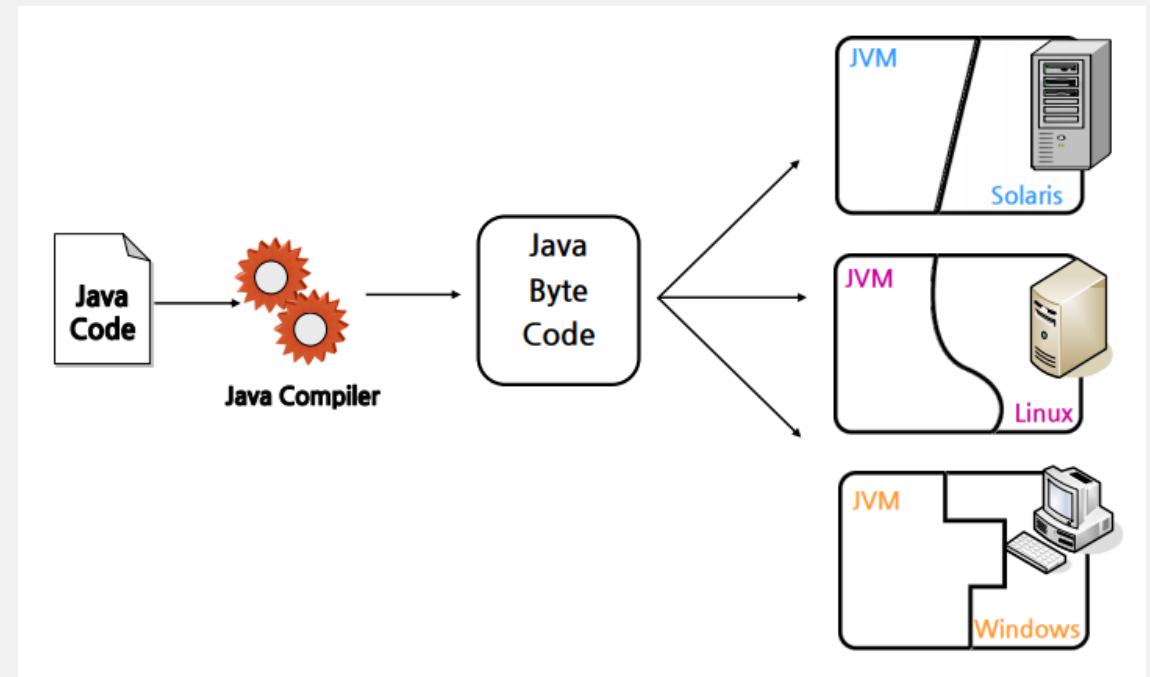 Java
Code
Java Compiler
Java
Byte
Code
JVM
Solaris
JVM
Linux
JVM
Windows